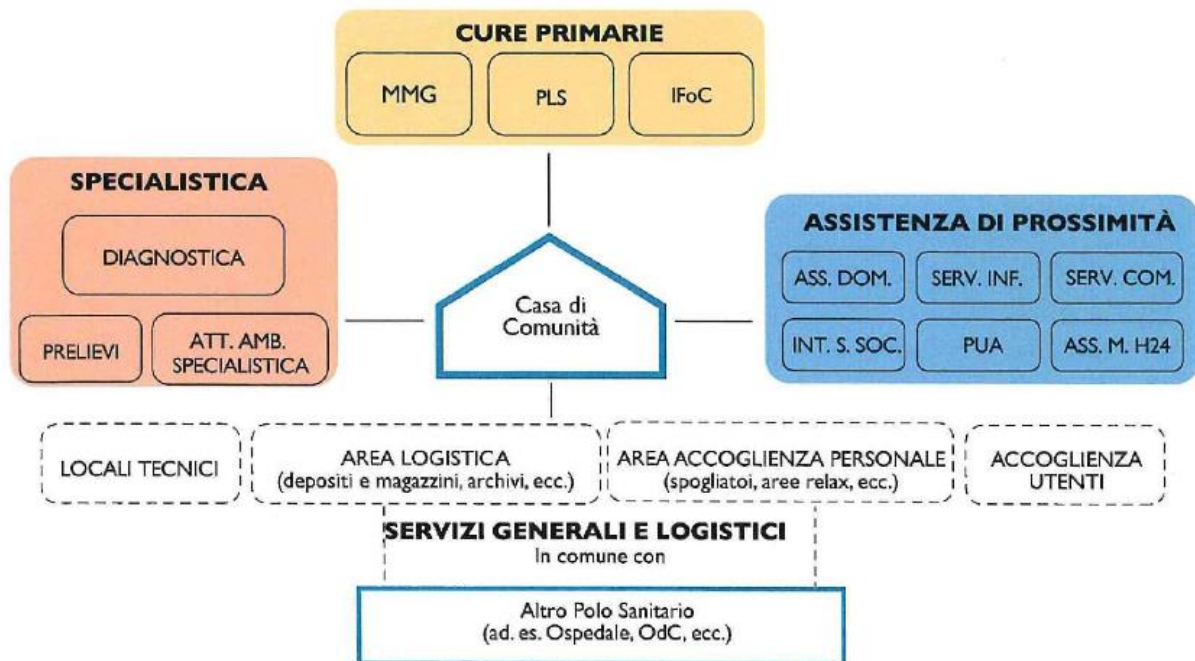 CURE PRIMARIE
MMG
PLS
IFoC
SPECIALISTICA
DIAGNOSTICA
PRELIEVI
ATT. AMB.
SPECIALISTICA
Casa di
Comunità
ASSISTENZA DI PROSSIMITÀ
ASS. DOM.
SERV. INF.
SERV. COM.
INT. S. SOC.
PUA
ASS. M. H24
LOCALI TECNICI
AREA LOGISTICA
(depositi e magazzini, archivi, ecc.)
AREA ACCOGLIENZA PERSONALE
(spogliatoi, aree relax, ecc.)
ACCOGLIENZA
UTENTI
SERVIZI GENERALI E LOGISTICI
In comune con
Altro Polo Sanitario
(ad. es. Ospedale, OdC, ecc.)